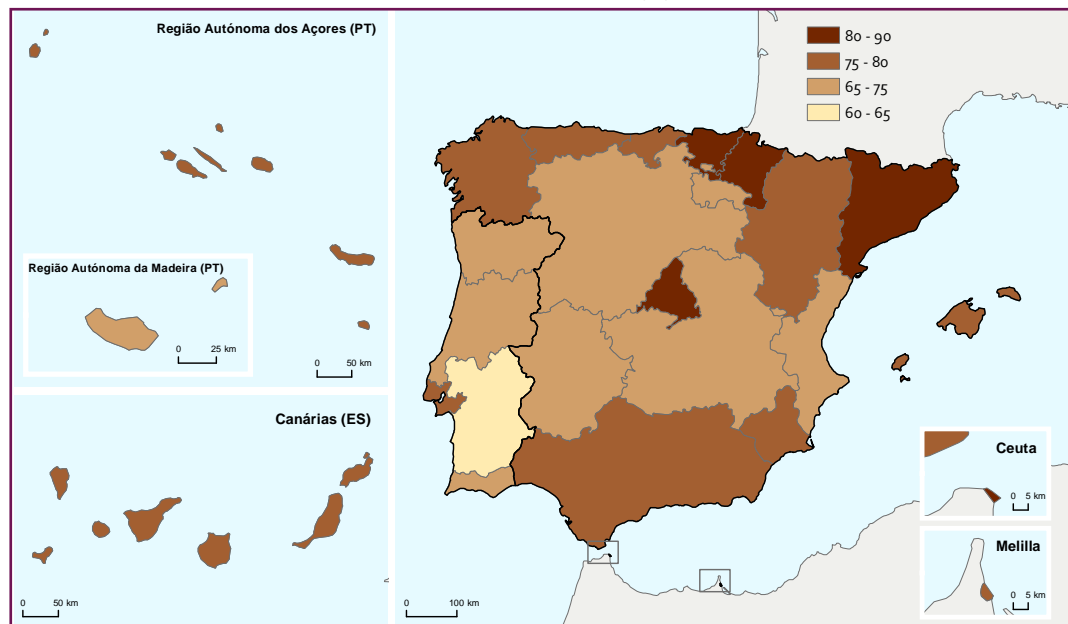 Região Autónoma dos Açores (PT)
Região Autónoma da Madeira (PT)
0 25 km
0 50 km
Canárias (ES)
0 50 km
80 - 90
75 - 80
65 - 75
60 - 65
0 100 km
Ceuta
0 5 km
Melilla
0 5 km